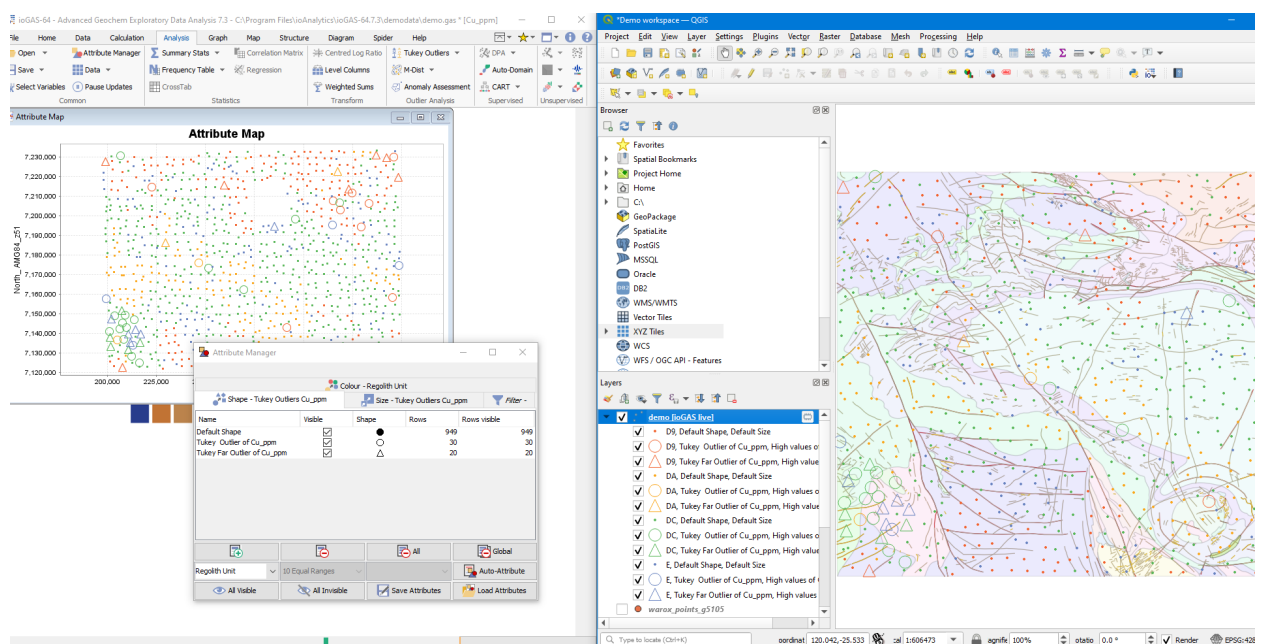 ioGAS-64 - Advanced Geochem Exploratory Data Analysis 7.3 - C:\Program Files\ioAnalytics\ioGAS-64.7.3\demodata\demo.gas * [Cu_ppm]
File Home Data Calculation Analysis Graph Map Structure Diagram Spider Help
Open Attribute Manager Summary Stats Correlation Matrix Centred Log Ratio Tukey Outliers DPA
Save Data Frequency Table Regression Level Columns M-Dist Auto-Domain
Select Variables Pause Updates CrossTab Weighted Sums Anomaly Assessment CART
Common Statistics Transform Outlier Analysis Supervised Unsupervised
Attribute Map
Attribute Map
North_AMG84_z51
7,230,000
7,220,000
7,210,000
7,200,000
7,190,000
7,180,000
7,170,000
7,160,000
7,150,000
7,140,000
7,130,000
7,120,000
200,000 225,000
Attribute Manager
Colour - Regolith Unit
Shape - Tukey Outliers Cu_ppm Size - Tukey Outliers Cu_ppm Filter -
Name Visible Shape Rows Rows visible
Default Shape 949 949
Tukey Outlier of Cu_ppm 30 30
Tukey Far Outlier of Cu_ppm 20 20
All Global
Regolith Unit 10 Equal Ranges Auto-Attribute
All Visible All Invisible Save Attributes Load Attributes
*Demo workspace — QGIS
Project Edit View Layer Settings Plugins Vector Raster Database Mesh Processing Help
Browser
Favorites
Spatial Bookmarks
Project Home
Home
C:\
GeoPackage
SpatiaLite
PostGIS
MSSQL
Oracle
DB2
WMS/WMTS
Vector Tiles
XYZ Tiles
WCS
WFS / OGC API - Features
Layers
demo [ioGAS live]
D9, Default Shape, Default Size
D9, Tukey Outlier of Cu_ppm, High values o
D9, Tukey Far Outlier of Cu_ppm, High value
DA, Default Shape, Default Size
DA, Tukey Outlier of Cu_ppm, High values o
DA, Tukey Far Outlier of Cu_ppm, High value
DC, Default Shape, Default Size
DC, Tukey Outlier of Cu_ppm, High values o
DC, Tukey Far Outlier of Cu_ppm, High value
E, Default Shape, Default Size
E, Tukey Outlier of Cu_ppm, High values of
E, Tukey Far Outlier of Cu_ppm, High values
warox_points_g5105
Type to locate (Ctrl+K) oordinat 120.042,-25.533 :al 1:606473 agnifie 100% otatio 0.0 ° Render EPSG:428